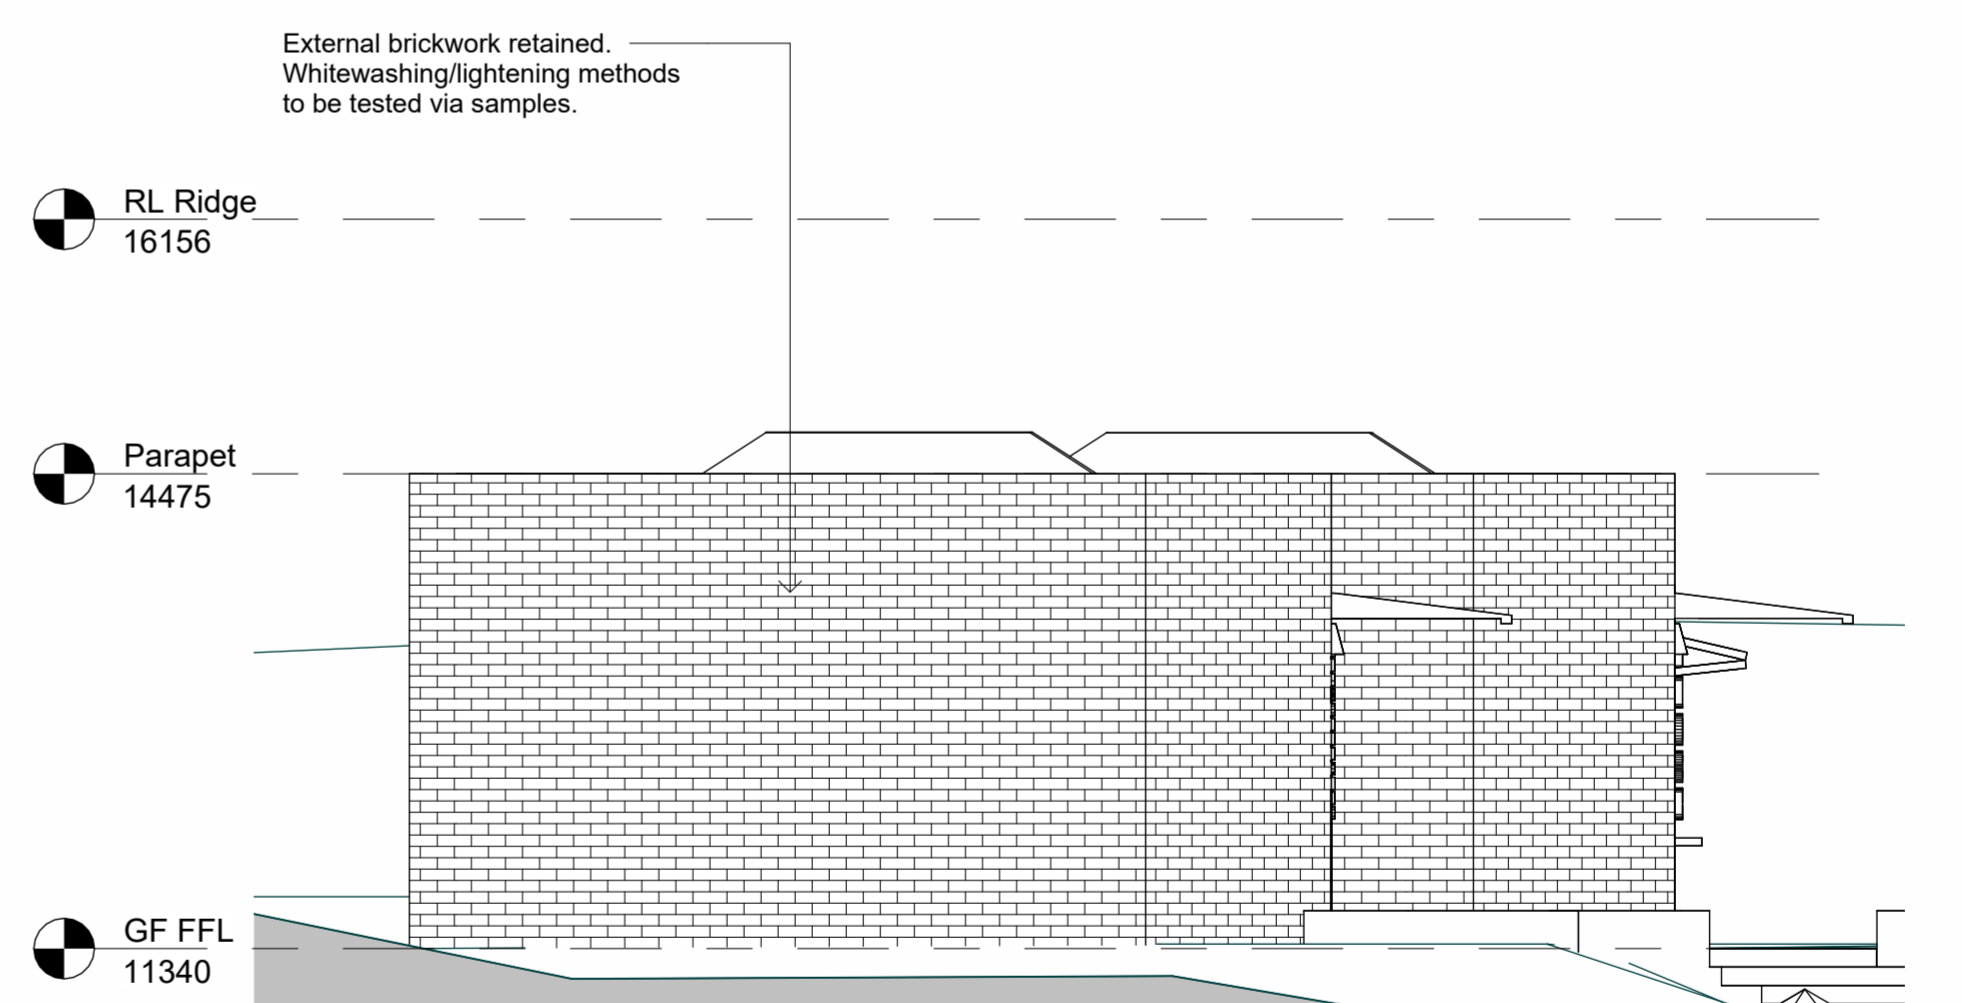 External brickwork retained.
Whitewashing/lightening methods
to be tested via samples.
RL Ridge
16156
Parapet
14475
GF FFL
11340